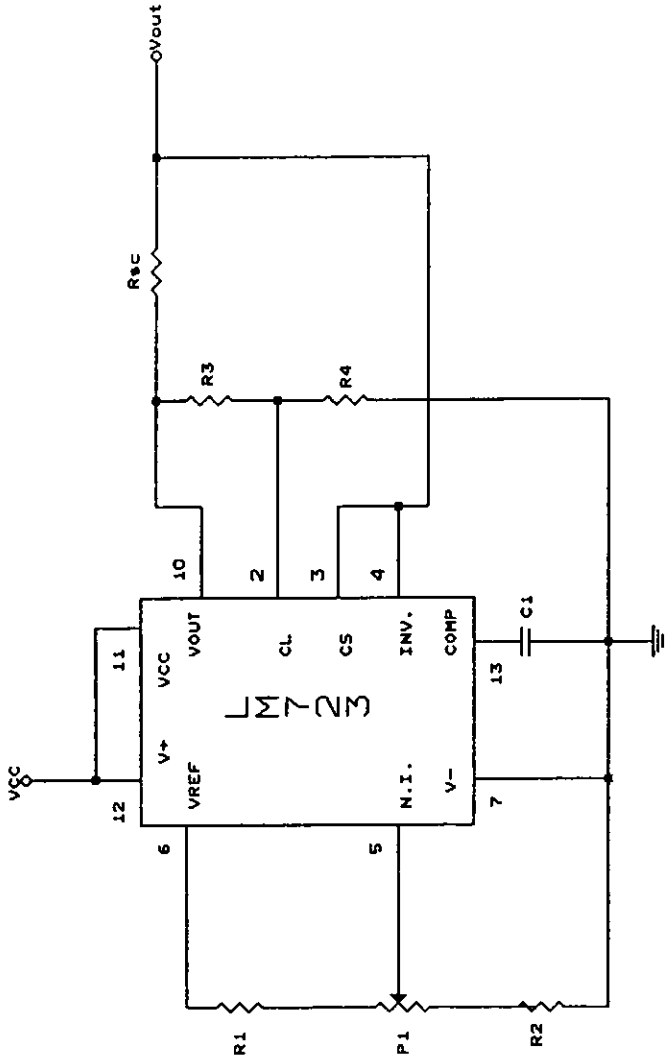 VCC
Vout
Rsc
R3
R4
10
2
3
4
11
12
VCC
V+
VOUT
VREF
CL
CS
INV.
COMP
LM723
N.I.
V-
6
5
13
7
C1
R1
P1
R2